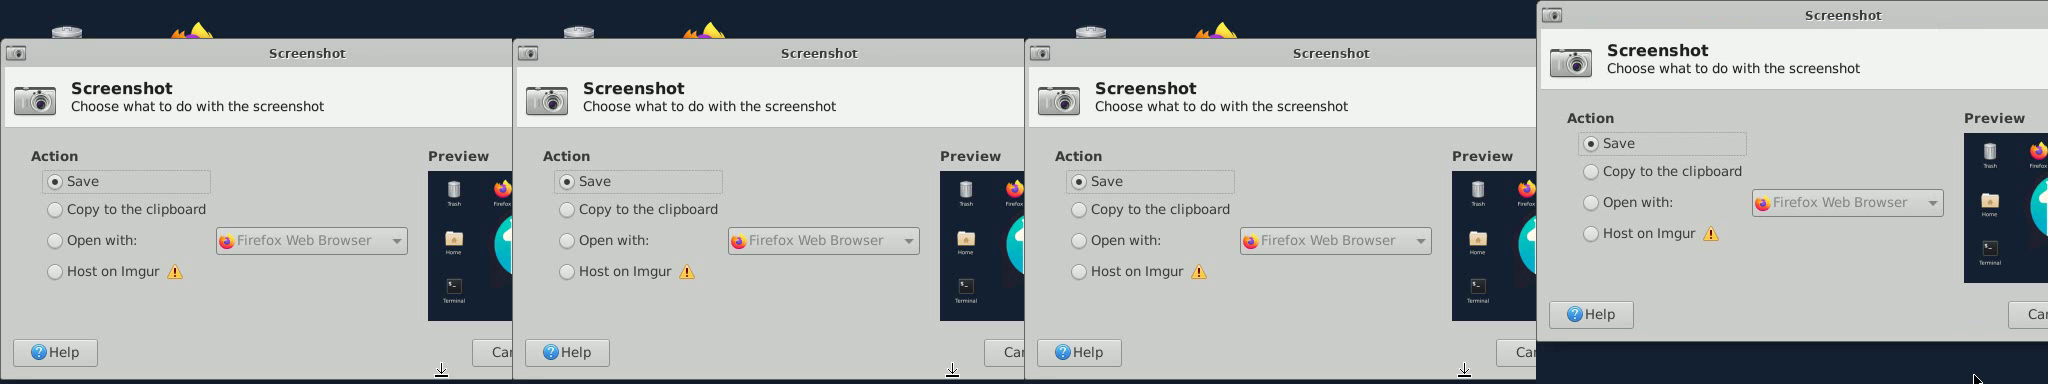 Screenshot
Screenshot
Choose what to do with the screenshot
Action
Preview
Save
Copy to the clipboard
Open with:
Firefox Web Browser
Host on Imgur
Trash
Firefox
Home
Terminal
Help
Can
Screenshot
Screenshot
Choose what to do with the screenshot
Action
Preview
Save
Copy to the clipboard
Open with:
Firefox Web Browser
Host on Imgur
Trash
Firefox
Home
Terminal
Help
Can
Screenshot
Screenshot
Choose what to do with the screenshot
Action
Preview
Save
Copy to the clipboard
Open with:
Firefox Web Browser
Host on Imgur
Trash
Firefox
Home
Terminal
Help
Can
Screenshot
Screenshot
Choose what to do with the screenshot
Action
Preview
Save
Copy to the clipboard
Open with:
Firefox Web Browser
Host on Imgur
Trash
Firefox
Home
Terminal
Help
Can